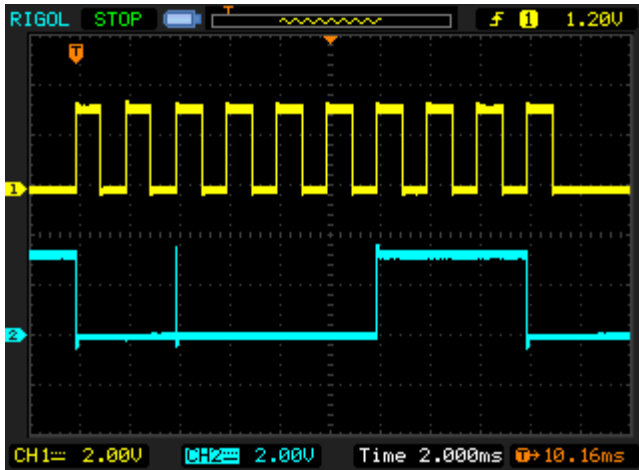 RIGOL STOP T ƒ 1 1.20V
T
1
2
CH1 2.00V CH2 2.00V Time 2.000ms T→10.16ms